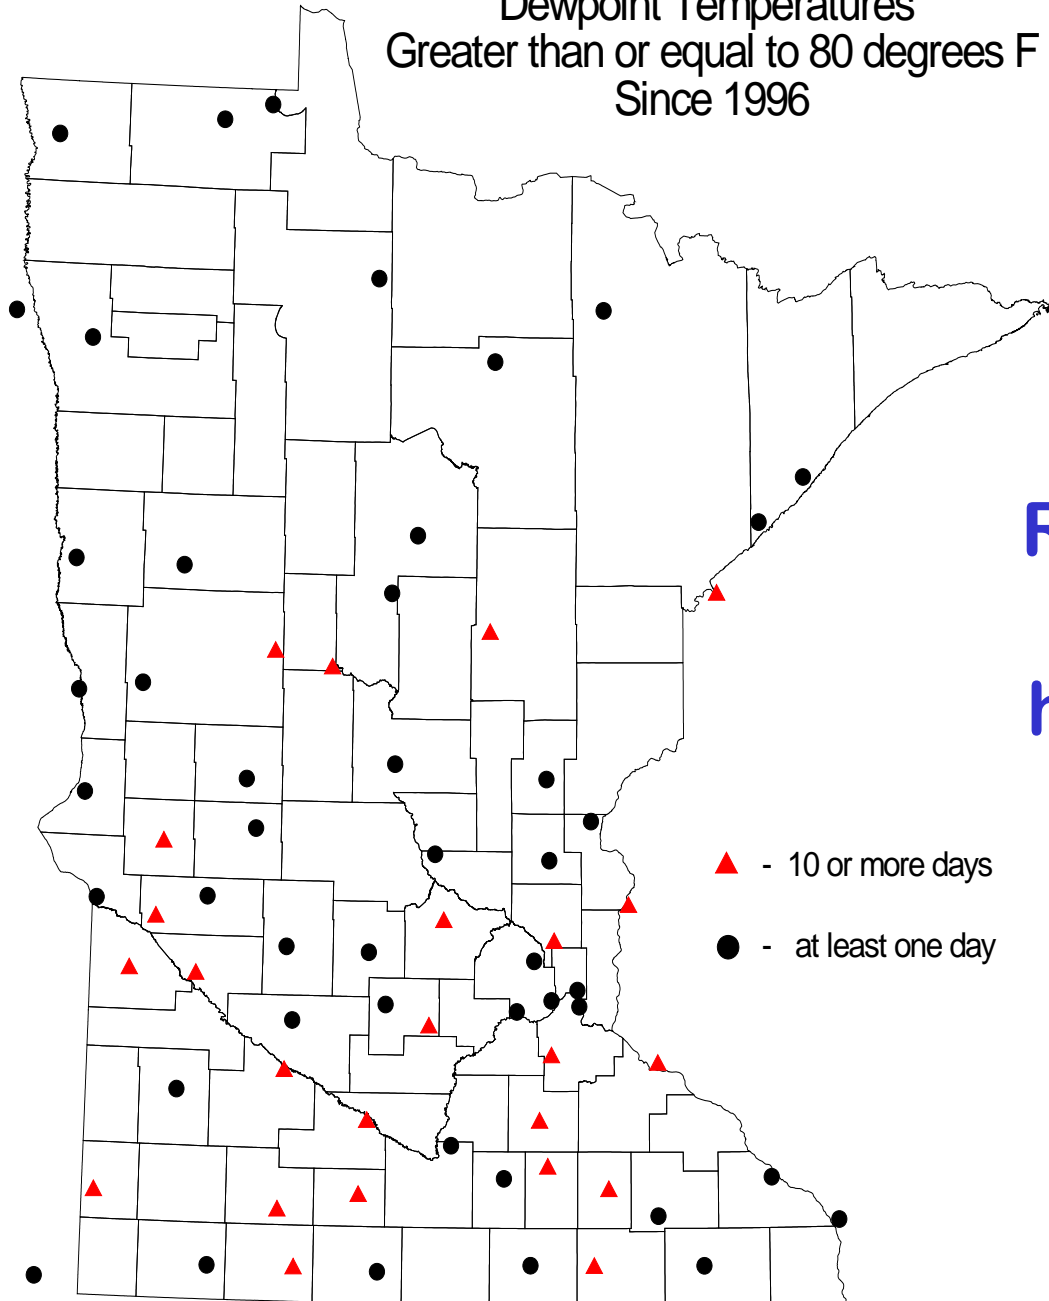 Dewpoint Temperatures
Greater than or equal to 80 degrees F
Since 1996
R
h
- 10 or more days
- at least one day